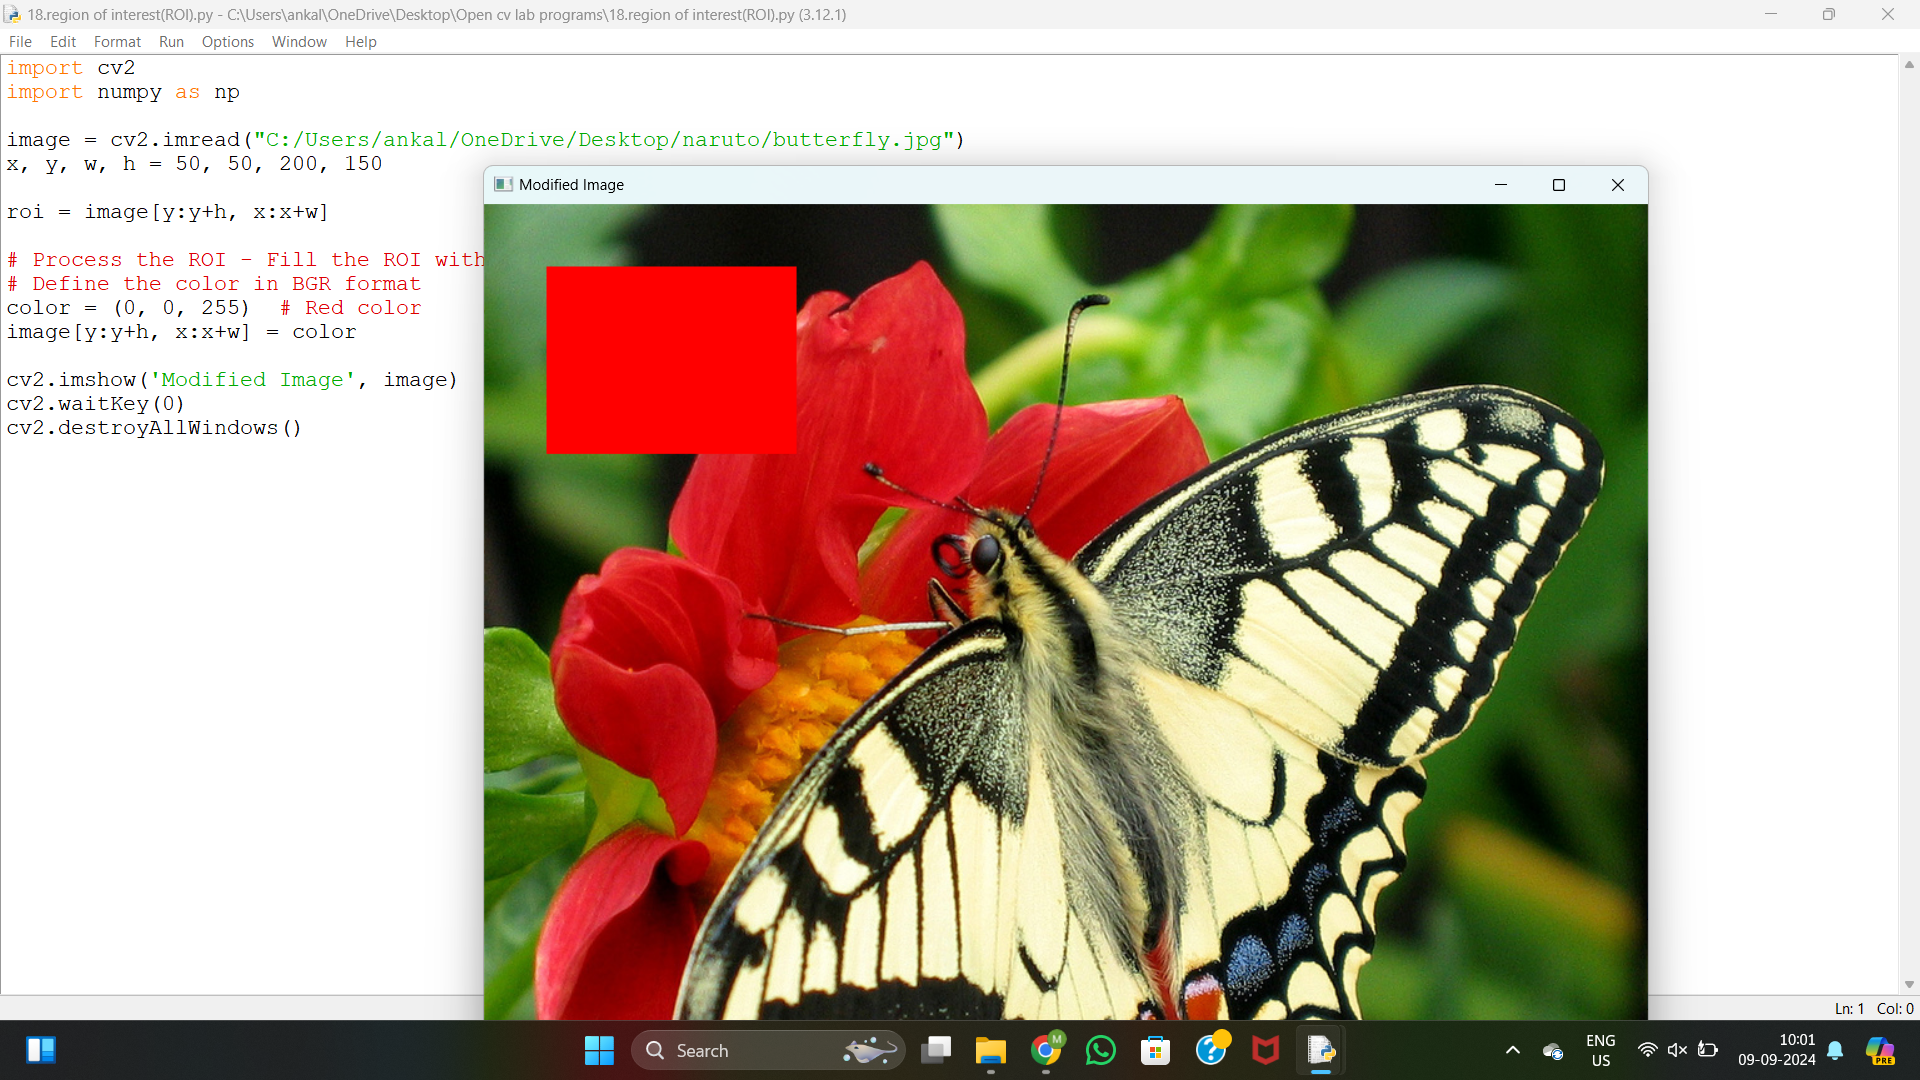 18.region of interest(ROI).py - C:\Users\ankal\OneDrive\Desktop\Open cv lab programs\18.region of interest(ROI).py (3.12.1)
File Edit Format Run Options Window Help
import cv2
import numpy as np
image = cv2.imread("C:/Users/ankal/OneDrive/Desktop/naruto/butterfly.jpg")
x, y, w, h = 50, 50, 200, 150
Modified Image
roi = image[y:y+h, x:x+w]
# Process the ROI - Fill the ROI with
# Define the color in BGR format
color = (0, 0, 255)  # Red color
image[y:y+h, x:x+w] = color
cv2.imshow('Modified Image', image)
cv2.waitKey(0)
cv2.destroyAllWindows()
Ln: 1 Col: 0
Search
M
ENG
US
10:01
09-09-2024
PRE